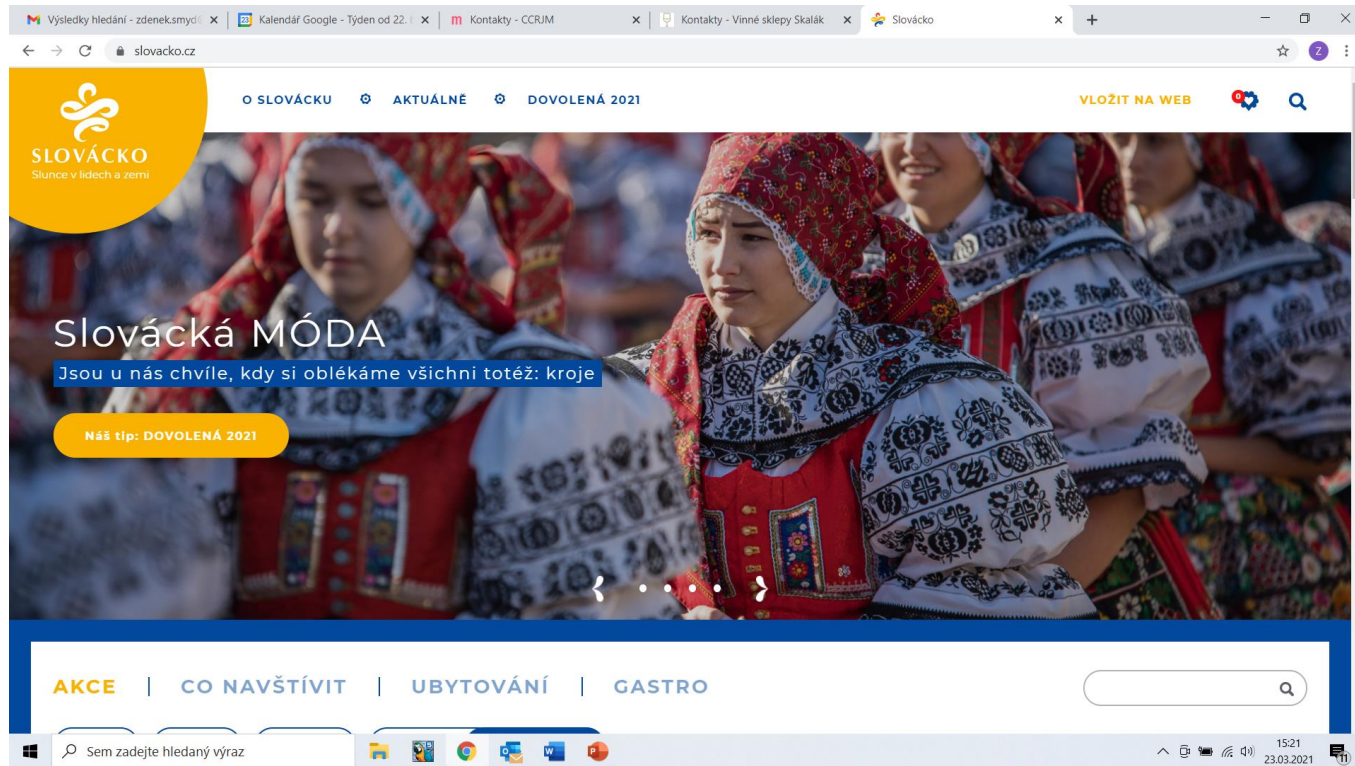 Výsledky hledání - zdenek.smyd
Kalendář Google - Týden od 22.
Kontakty - CCRJM
Kontakty - Vinné sklepy Skalák
Slovácko
slovacko.cz
Z
SLOVÁCKO
Slunce v lidech a zemi
O SLOVÁCKU
AKTUÁLNĚ
DOVOLENÁ 2021
VLOŽIT NA WEB
0
Slovácká MÓDA
Jsou u nás chvíle, kdy si oblékáme všichni totéž: kroje
Náš tip: DOVOLENÁ 2021
AKCE | CO NAVŠTÍVIT | UBYTOVÁNÍ | GASTRO
Sem zadejte hledaný výraz
15:21
23.03.2021
11